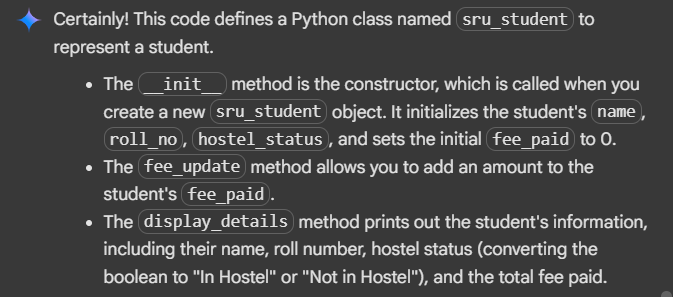 Certainly! This code defines a Python class named sru_student to
represent a student.
• The __init__ method is the constructor, which is called when you
create a new sru_student object. It initializes the student's name,
roll_no, hostel_status, and sets the initial fee_paid to 0.
• The fee_update method allows you to add an amount to the
student's fee_paid.
• The display_details method prints out the student's information,
including their name, roll number, hostel status (converting the
boolean to "In Hostel" or "Not in Hostel"), and the total fee paid.